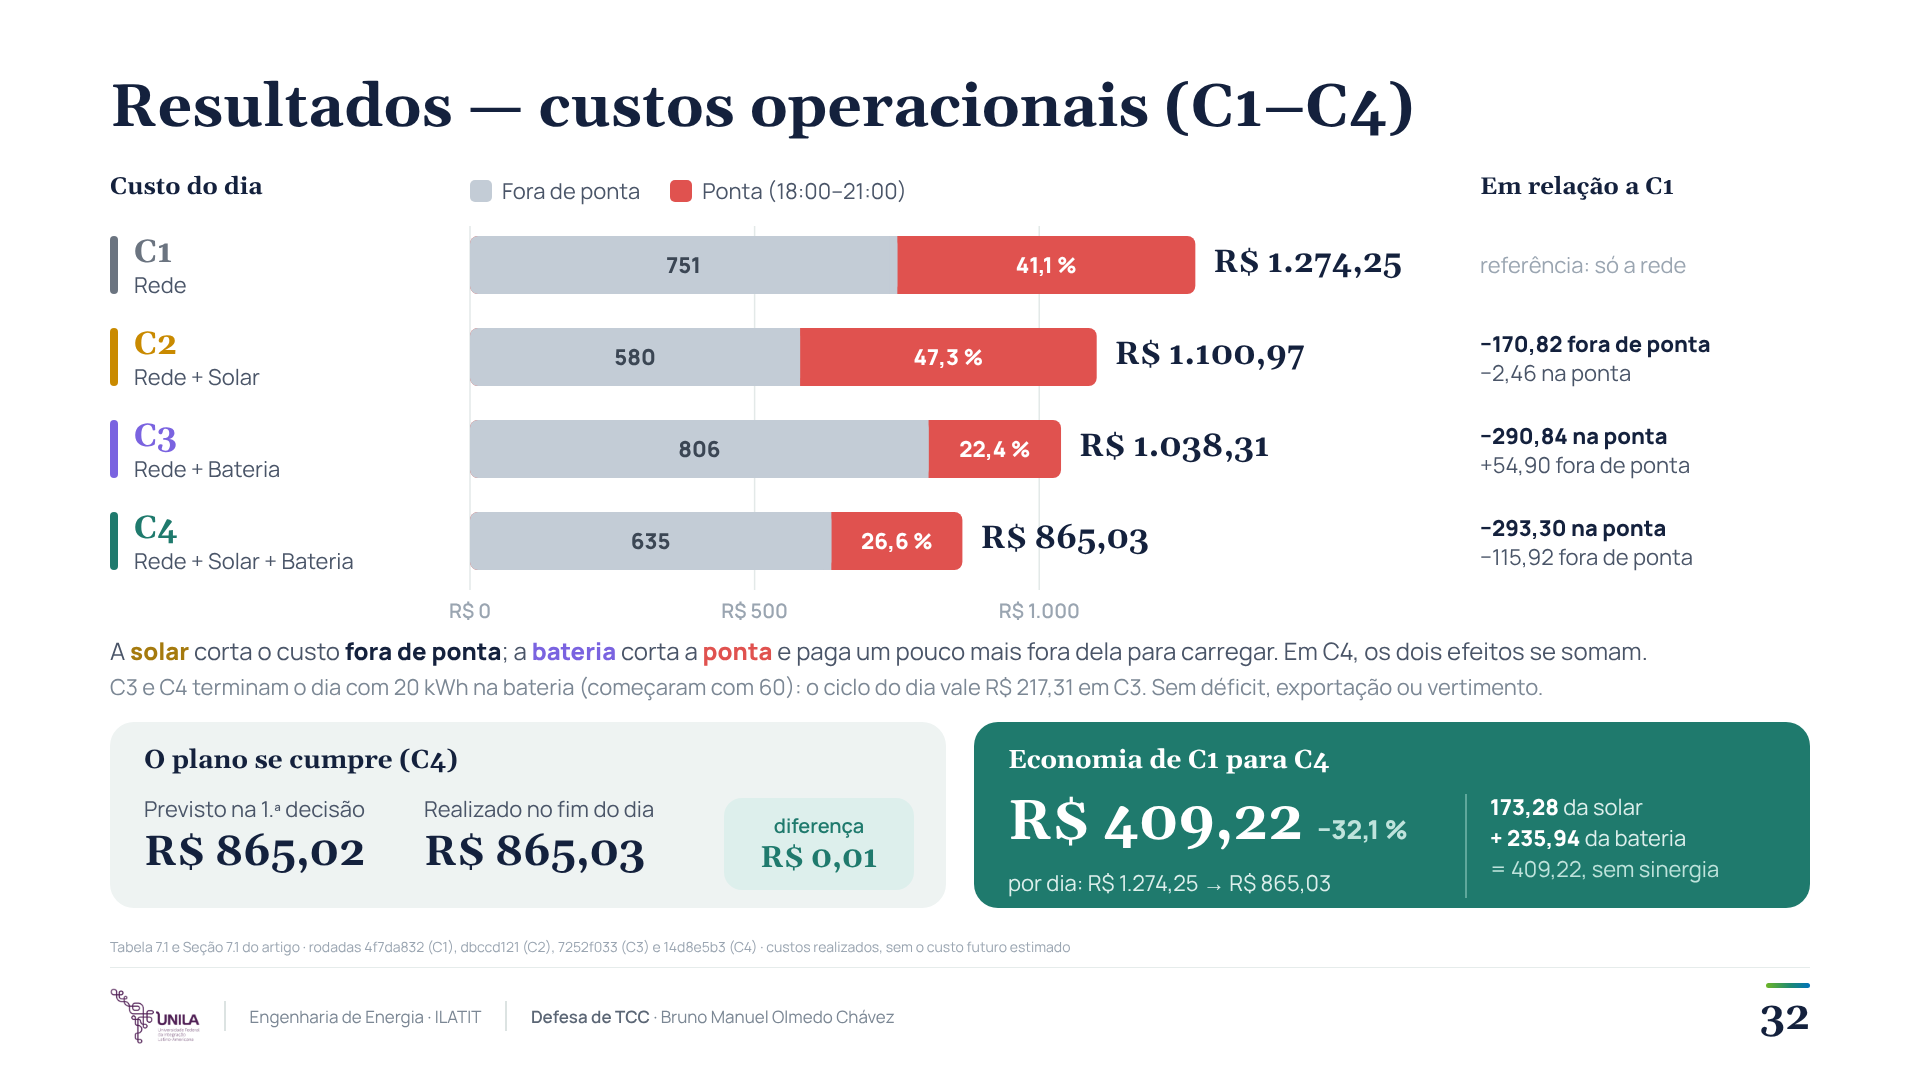 Resultados — custos operacionais (C1–C4)
Custo do dia
Fora de ponta
Ponta (18:00–21:00)
Em relação a C1
C1
Rede
751
41,1 %
R$ 1.274,25
referência: só a rede
C2
Rede + Solar
580
47,3 %
R$ 1.100,97
−170,82 fora de ponta
−2,46 na ponta
C3
Rede + Bateria
806
22,4 %
R$ 1.038,31
−290,84 na ponta
+54,90 fora de ponta
C4
Rede + Solar + Bateria
635
26,6 %
R$ 865,03
−293,30 na ponta
−115,92 fora de ponta
R$ 0
R$ 500
R$ 1.000
A solar corta o custo fora de ponta; a bateria corta a ponta e paga um pouco mais fora dela para carregar. Em C4, os dois efeitos se somam.
C3 e C4 terminam o dia com 20 kWh na bateria (começaram com 60): o ciclo do dia vale R$ 217,31 em C3. Sem déficit, exportação ou vertimento.
O plano se cumpre (C4)
Previsto na 1.ª decisão
R$ 865,02
Realizado no fim do dia
R$ 865,03
diferença
R$ 0,01
Economia de C1 para C4
R$ 409,22 −32,1 %
por dia: R$ 1.274,25 → R$ 865,03
173,28 da solar
+ 235,94 da bateria
= 409,22, sem sinergia
Tabela 7.1 e Seção 7.1 do artigo · rodadas 4f7da832 (C1), dbccd121 (C2), 7252f033 (C3) e 14d8e5b3 (C4) · custos realizados, sem o custo futuro estimado
UNILA
Universidade Federal
da Integração
Latino-Americana
Engenharia de Energia · ILATIT
Defesa de TCC · Bruno Manuel Olmedo Chávez
32